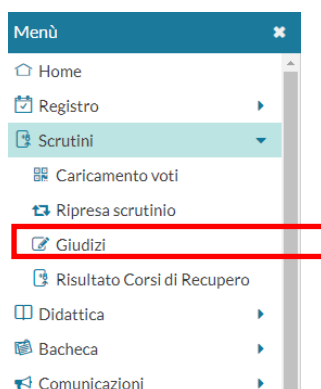 Menù
Home
Registro
Scrutini
Caricamento voti
Ripresa scrutinio
Giudizi
Risultato Corsi di Recupero
Didattica
Bacheca
Comunicazioni